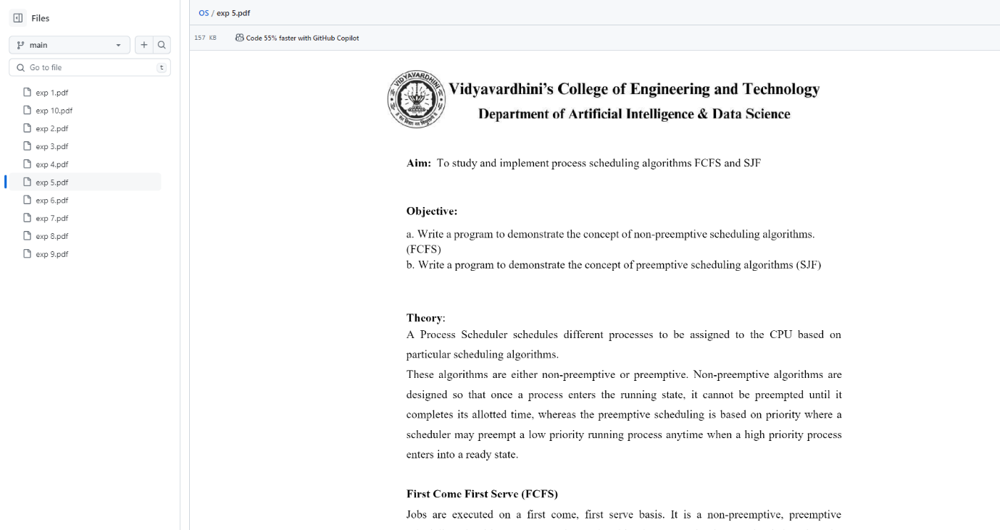 Files
main
Go to file
t
exp 1.pdf
exp 10.pdf
exp 2.pdf
exp 3.pdf
exp 4.pdf
exp 5.pdf
exp 6.pdf
exp 7.pdf
exp 8.pdf
exp 9.pdf
OS / exp 5.pdf
157 KB Code 55% faster with GitHub Copilot
VIDYAVARDHINI
Vidyavardhini's College of Engineering and Technology
Department of Artificial Intelligence & Data Science
Aim: To study and implement process scheduling algorithms FCFS and SJF
Objective:
a. Write a program to demonstrate the concept of non-preemptive scheduling algorithms.
(FCFS)
b. Write a program to demonstrate the concept of preemptive scheduling algorithms (SJF)
Theory:
A Process Scheduler schedules different processes to be assigned to the CPU based on
particular scheduling algorithms.
These algorithms are either non-preemptive or preemptive. Non-preemptive algorithms are
designed so that once a process enters the running state, it cannot be preempted until it
completes its allotted time, whereas the preemptive scheduling is based on priority where a
scheduler may preempt a low priority running process anytime when a high priority process
enters into a ready state.
First Come First Serve (FCFS)
Jobs are executed on a first come, first serve basis. It is a non-preemptive, preemptive